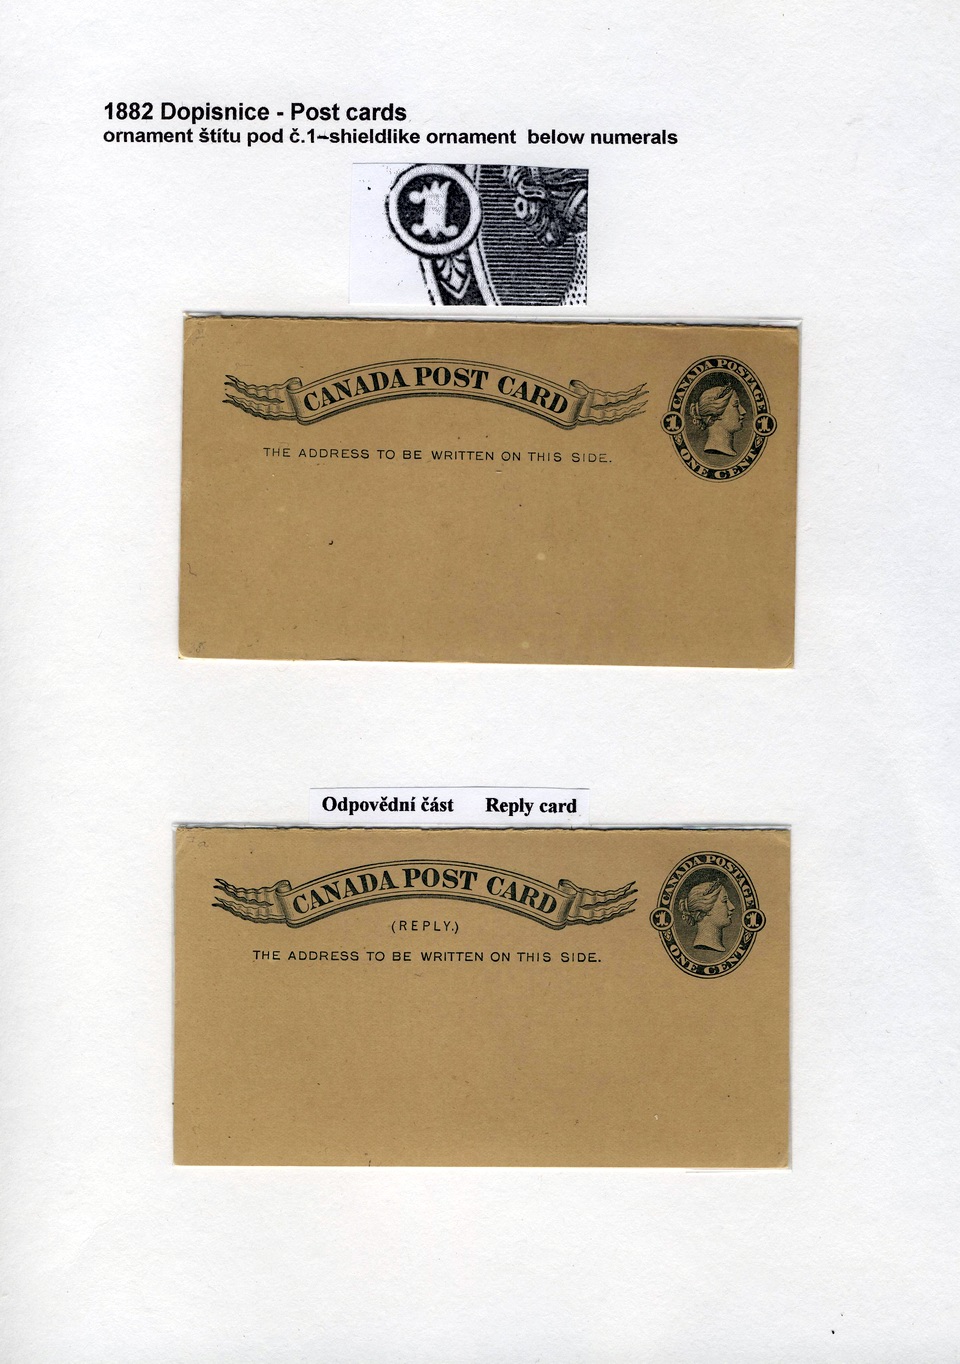 1882 Dopisnice - Post cards
ornament štítu pod č.1–shieldlike ornament below numerals
1
CANADA POST CARD
CANADA POSTAGE
1 1
ONE CENT
THE ADDRESS TO BE WRITTEN ON THIS SIDE.
Odpovědní část Reply card
7a
CANADA POST CARD
(REPLY.)
CANADA POSTAGE
1 1
ONE CENT
THE ADDRESS TO BE WRITTEN ON THIS SIDE.